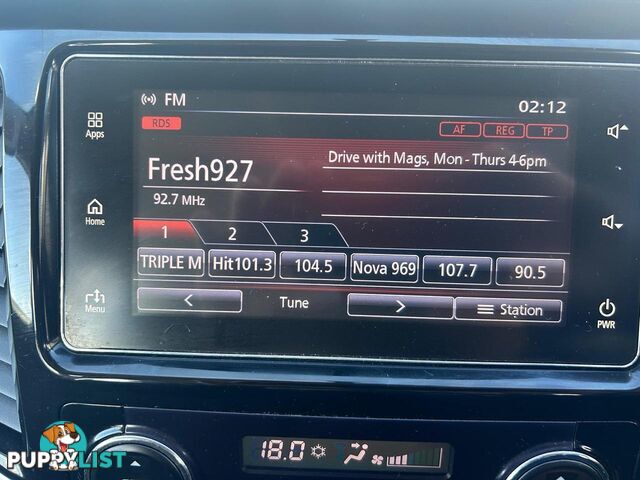 FM
02:12
RDS
AF REG TP
Apps
Fresh927
Drive with Mags, Mon - Thurs 4-6pm
92.7 MHz
Home
1 2 3
TRIPLE M Hit101.3 104.5 Nova 969 107.7 90.5
Menu
< Tune > Station
PWR
18.0
PUPPYLIST